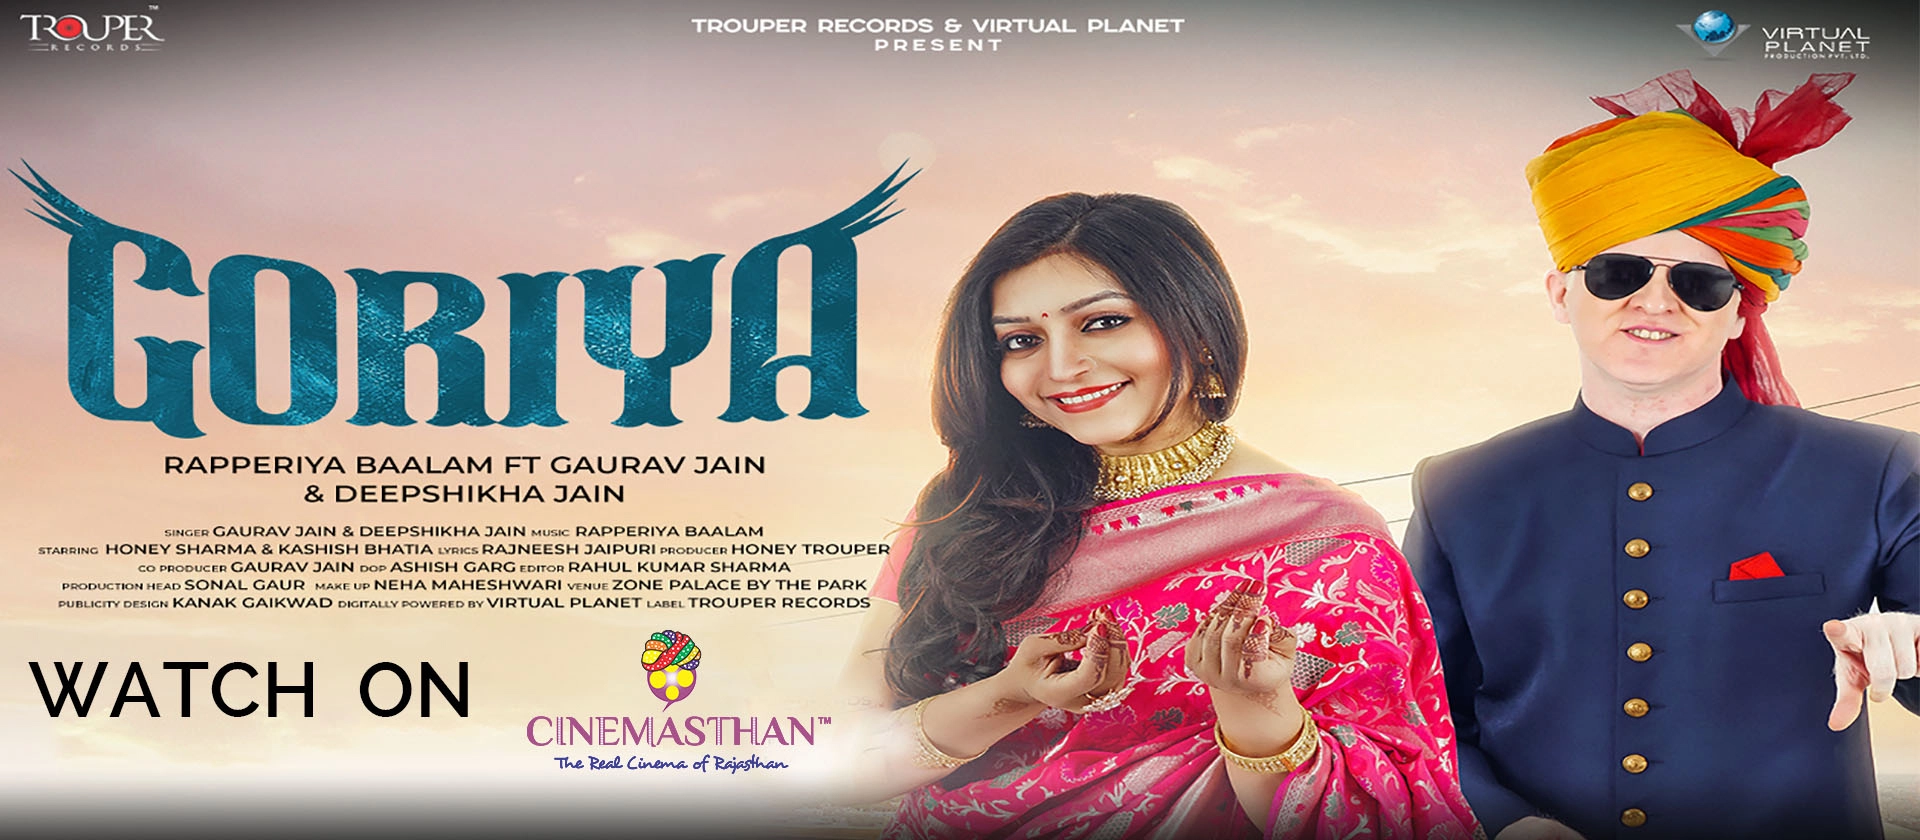 TROUPER™
RECORDS
TROUPER RECORDS & VIRTUAL PLANET
PRESENT
VIRTUAL
PLANET
PRODUCTION PVT. LTD.
GORIYA
RAPPERIYA BAALAM FT GAURAV JAIN
& DEEPSHIKHA JAIN
SINGER GAURAV JAIN & DEEPSHIKHA JAIN MUSIC RAPPERIYA BAALAM
STARRING HONEY SHARMA & KASHISH BHATIA LYRICS RAJNEESH JAIPURI PRODUCER HONEY TROUPER
CO PRODUCER GAURAV JAIN DOP ASHISH GARG EDITOR RAHUL KUMAR SHARMA
PRODUCTION HEAD SONAL GAUR MAKE UP NEHA MAHESHWARI VENUE ZONE PALACE BY THE PARK
PUBLICITY DESIGN KANAK GAIKWAD DIGITALLY POWERED BY VIRTUAL PLANET LABEL TROUPER RECORDS
WATCH ON
CINEMASTHAN™
The Real Cinema of Rajasthan